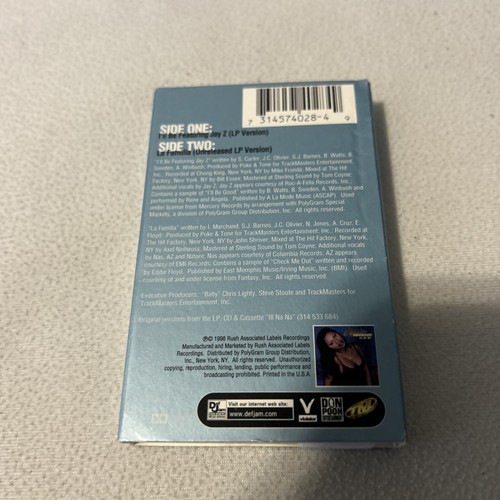 7 314574028-4 9
SIDE ONE:
I'll Be Featuring Jay Z (LP Version)
SIDE TWO:
La Familia (Unreleased LP Version)
"I'll Be Featuring Jay Z" written by S. Carter, J.C. Olivier, S.J. Barnes, B. Watts, B.
Sweden, A. Winbush; Produced by Poke & Tone for TrackMasters Entertainment,
Inc.; Recorded at Chung King, New York, NY by Mike Fronda; Mixed at The Hit
Factory, New York, NY by Bill Esses; Mastered at Sterling Sound by Tom Coyne;
Additional vocals by Jay Z. Jay Z appears courtesy of Roc-A-Fella Records, Inc.
Contains a sample of "I'll Be Good" written by B. Watts, B. Sweden, A. Winbush and
performed by Rene and Angela. Published by A La Mode Music (ASCAP). Used
under license from Mercury Records by arrangement with PolyGram Special
Markets, a division of PolyGram Group Distribution, Inc. All rights reserved.
"La Familia" written by I. Marchand, S.J. Barnes, J.C. Olivier, N. Jones, A. Cruz, E.
Floyd; Produced by Poke & Tone for TrackMasters Entertainment, Inc.; Recorded at
The Hit Factory, New York, NY by John Shriver; Mixed at The Hit Factory, New York,
NY by Axel Neihouss; Mastered at Sterling Sound by Tom Coyne; Additional vocals
by Nas, AZ and Nature. Nas appears courtesy of Columbia Records; AZ appears
courtesy of EMI Records. Contains a sample of "Check Me Out" written and recorded
by Eddie Floyd. Published by East Memphis Music/Irving Music, Inc. (BMI). Used
courtesy of and under license from Fantasy, Inc. All rights reserved.
Executive Producers: "Baby" Chris Lighty, Steve Stoute and TrackMasters for
TrackMasters Entertainment, Inc.
Original versions from the LP, CD & Cassette "Ill Na Na" (314 533 684)
℗© 1998 Rush Associated Labels Recordings
Manufactured and Marketed by Rush Associated Labels
Recordings. Distributed by PolyGram Group Distribution,
Inc., New York, NY. All rights reserved. Unauthorized
copying, reproduction, hiring, lending, public performance and
broadcasting prohibited. Printed in the U.S.A.
Def Jam
Visit our internet web site:
www.defjam.com
V
DON POON